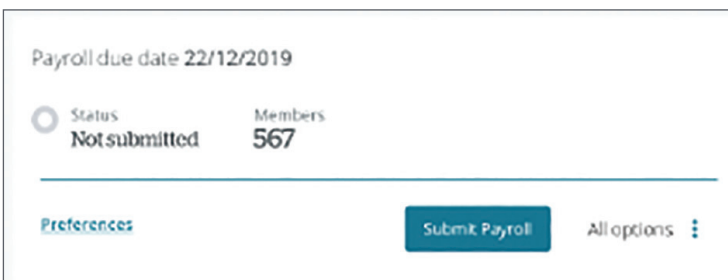 Payroll due date 22/12/2019
Status Members
Not submitted 567
Preferences Submit Payroll All options